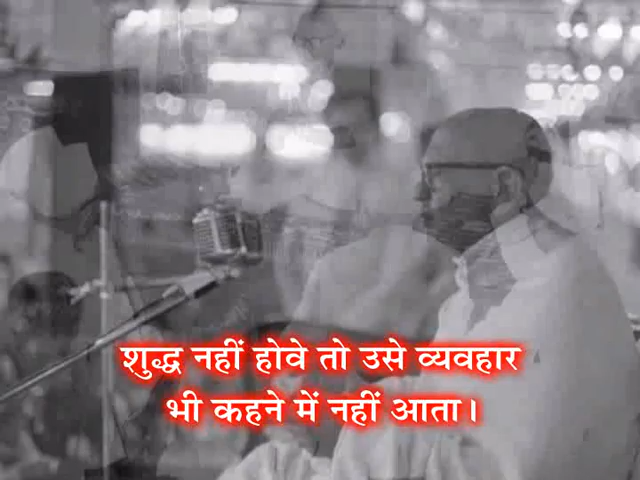 शुद्ध नहीं होवे तो उसे व्यवहार
भी कहने में नहीं आता।